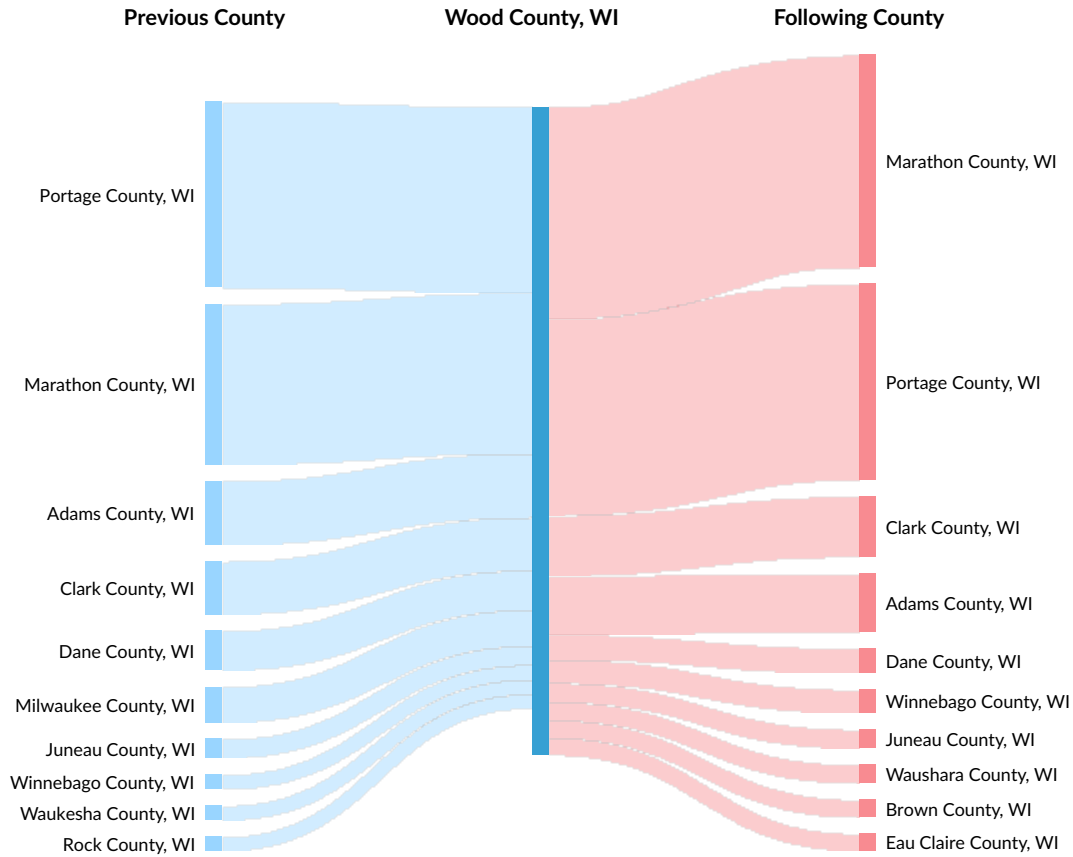 Previous County
Wood County, WI
Following County
Portage County, WI
Marathon County, WI
Adams County, WI
Clark County, WI
Dane County, WI
Milwaukee County, WI
Juneau County, WI
Winnebago County, WI
Waukesha County, WI
Rock County, WI
Marathon County, WI
Portage County, WI
Clark County, WI
Adams County, WI
Dane County, WI
Winnebago County, WI
Juneau County, WI
Waushara County, WI
Brown County, WI
Eau Claire County, WI